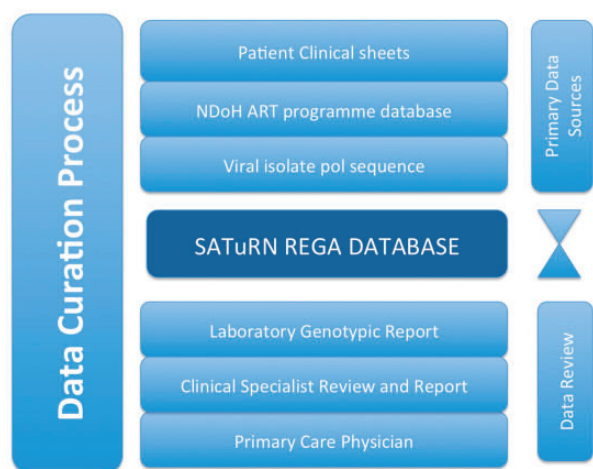 Data Curation Process
Patient Clinical sheets
NDoH ART programme database
Viral isolate pol sequence
Primary Data
Sources
SATuRN REGA DATABASE
Laboratory Genotypic Report
Clinical Specialist Review and Report
Primary Care Physician
Data Review